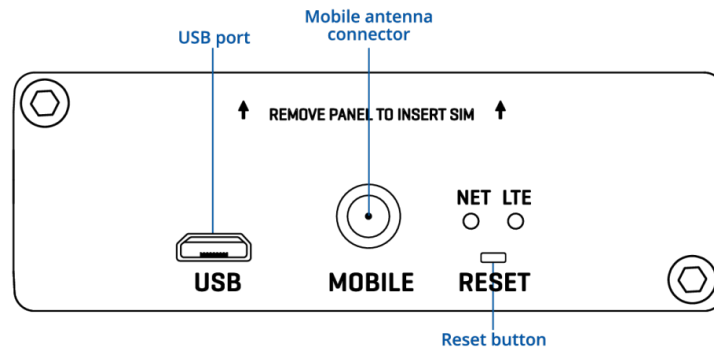 Mobile antenna
connector
USB port
REMOVE PANEL TO INSERT SIM
NET LTE
USB
MOBILE
RESET
Reset button